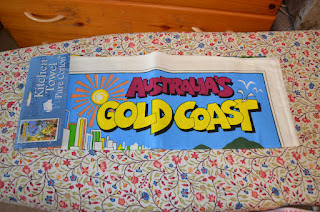 Kitchen
Towel
Pure Cotton
AUSTRALIA'S
GOLD COAST